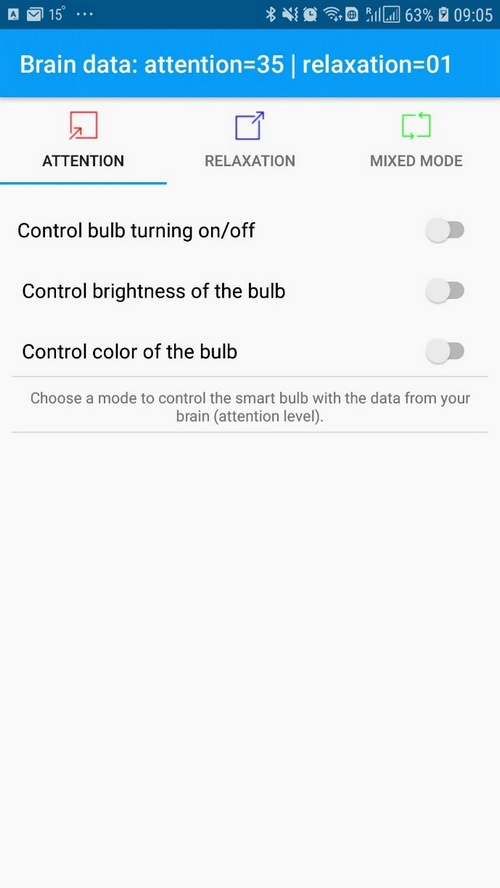 A 15° ... R 63% 09:05
Brain data: attention=35 | relaxation=01
ATTENTION RELAXATION MIXED MODE
Control bulb turning on/off
Control brightness of the bulb
Control color of the bulb
Choose a mode to control the smart bulb with the data from your
brain (attention level).